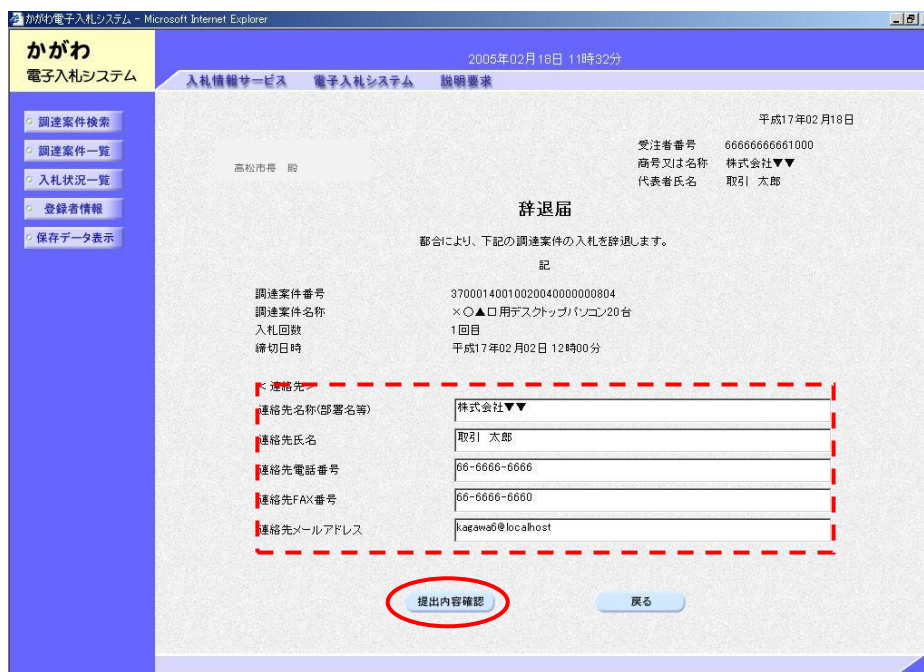 かがわ電子入札システム - Microsoft Internet Explorer
かがわ
電子入札システム
2005年02月18日 11時32分
入札情報サービス 電子入札システム 説明要求
調達案件検索
調達案件一覧
入札状況一覧
登録者情報
保存データ表示
平成17年02月18日
高松市長 殿
受注者番号 66666666661000
商号又は名称 株式会社▼▼
代表者氏名 取引 太郎
辞退届
都合により、下記の調達案件の入札を辞退します。
記
調達案件番号 37000140010020040000000804
調達案件名称 ×〇▲口用デスクトップパソコン20台
入札回数 1回目
締切日時 平成17年02月02日 12時00分
<連絡先>
連絡先名称(部署名等) 株式会社▼▼
連絡先氏名 取引 太郎
連絡先電話番号 66-6666-6666
連絡先FAX番号 66-6666-6660
連絡先メールアドレス kagawa6@localhost
提出内容確認 戻る